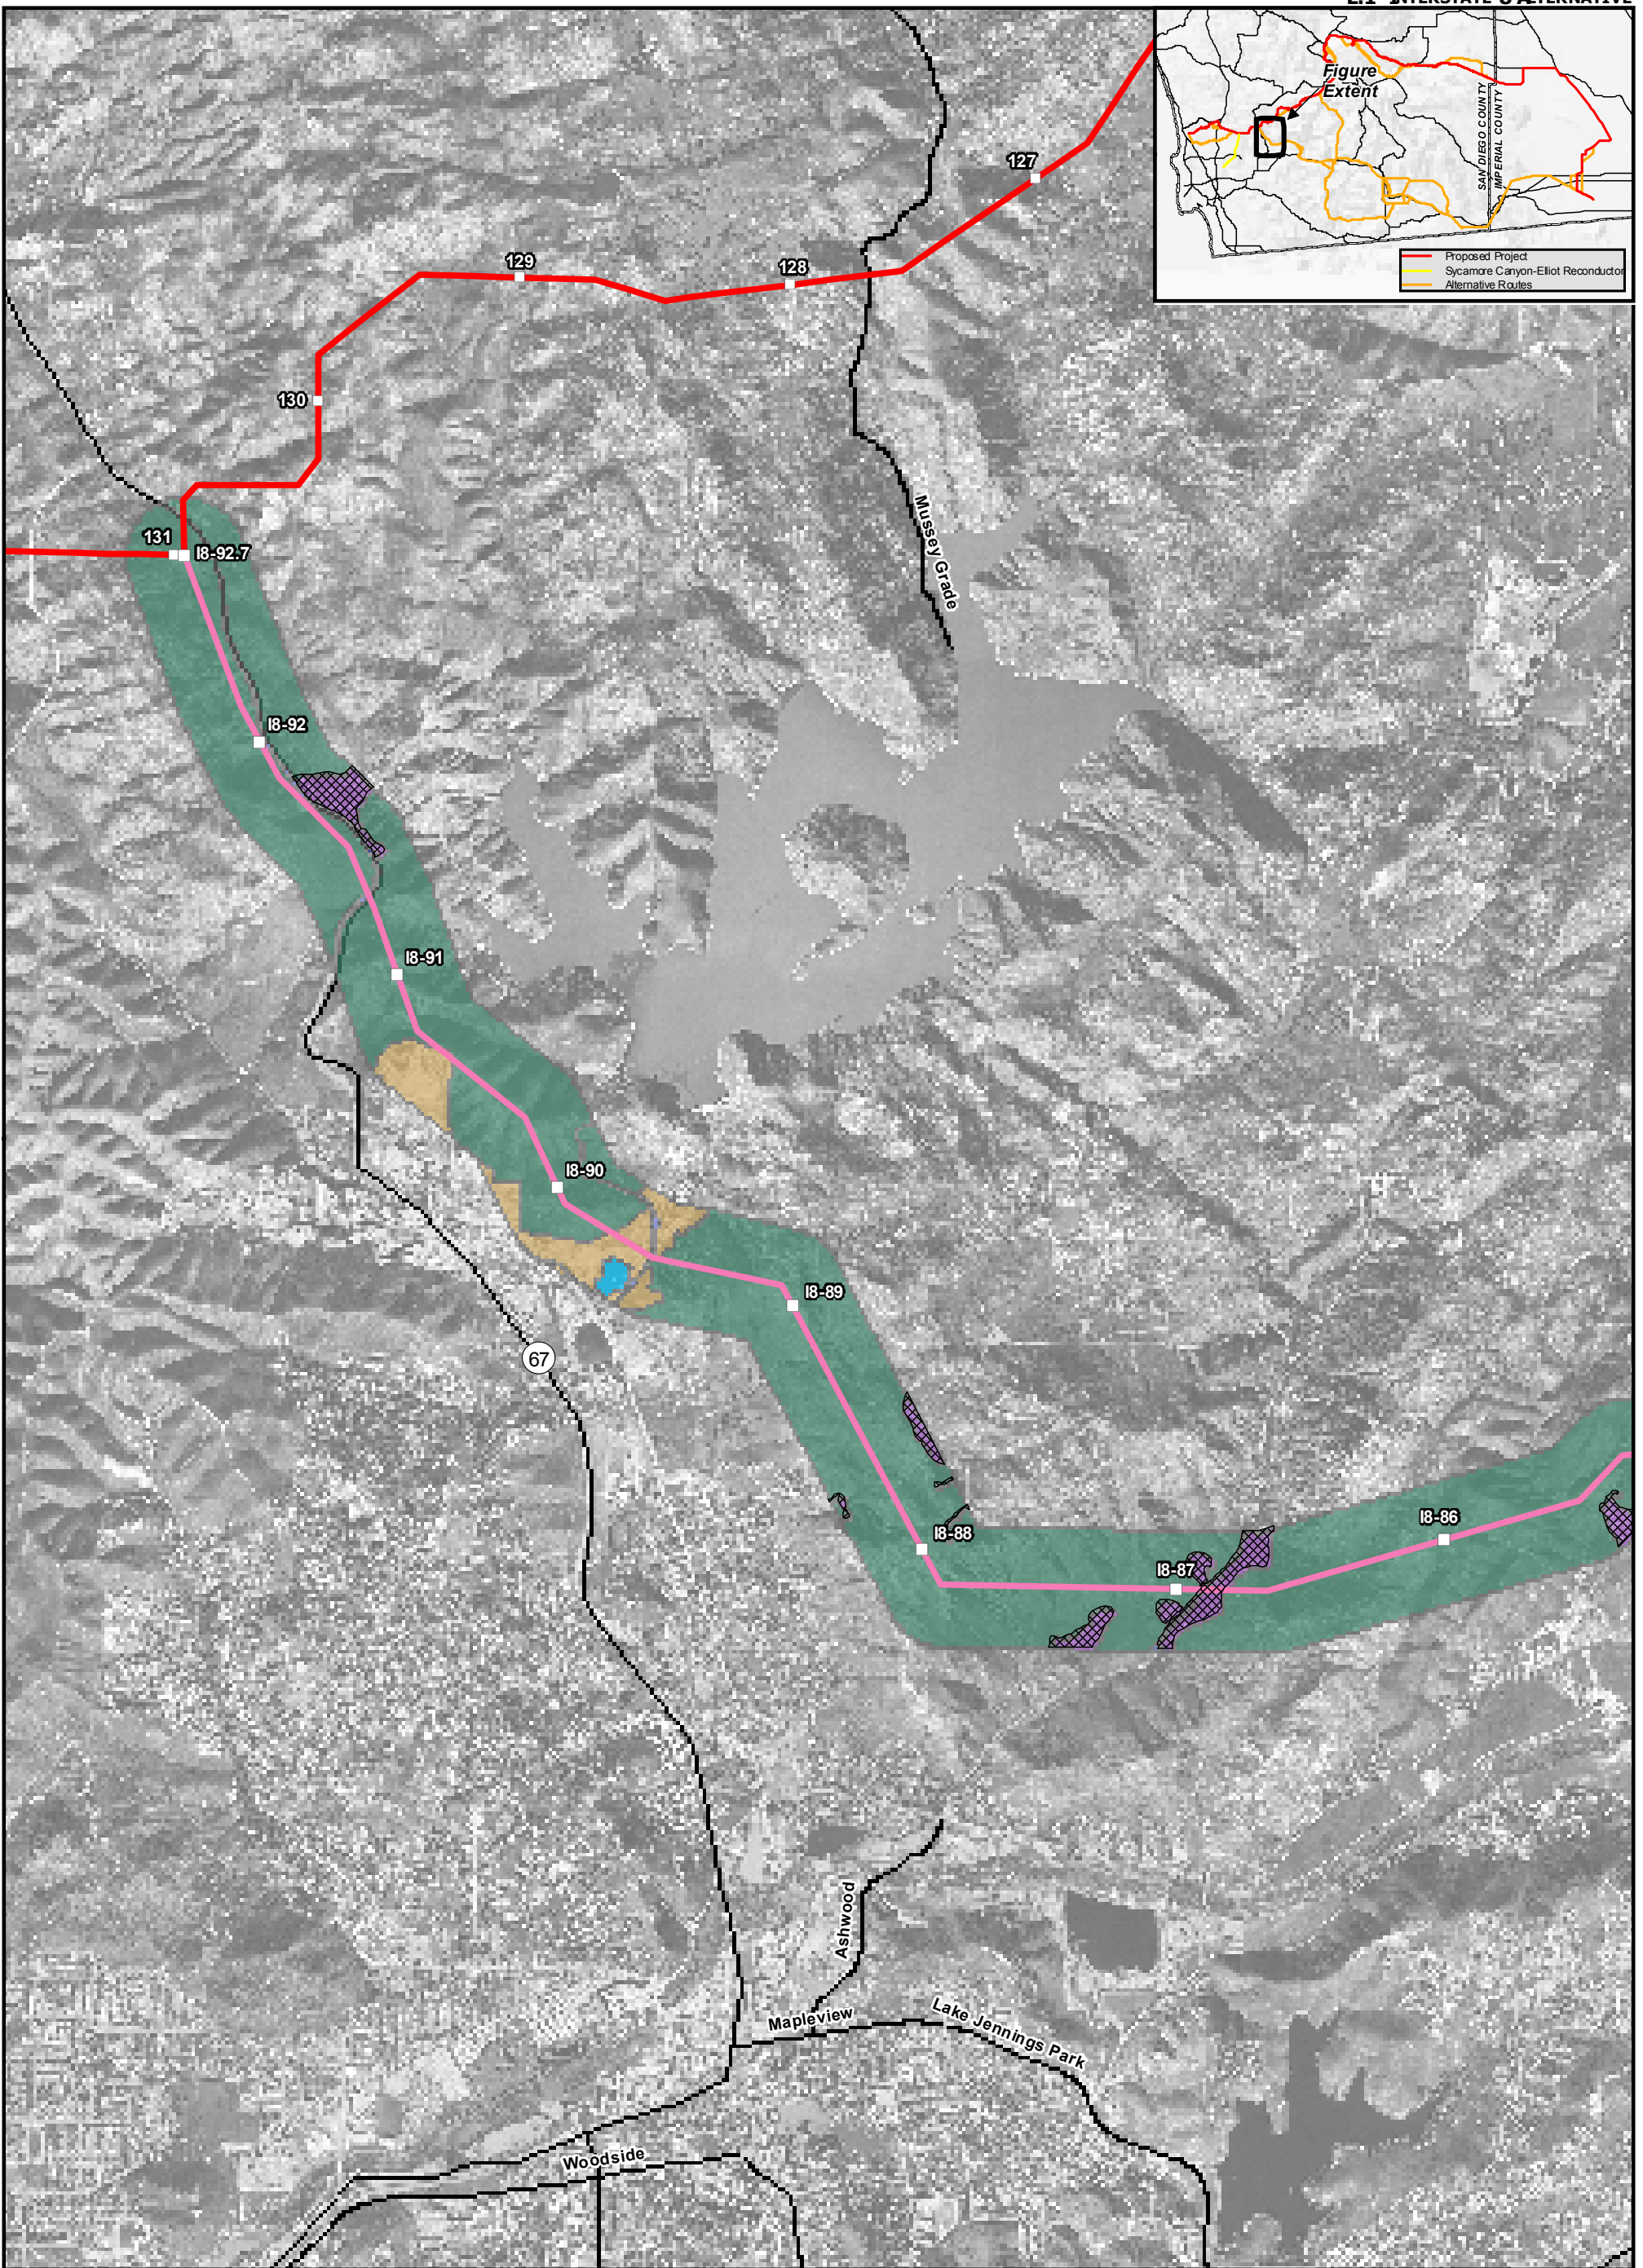 Figure
Extent
SAN DIEGO COUNTY
IMPERIAL COUNTY
Proposed Project
Sycamore Canyon-Elliot Reconductor
Alternative Routes
127
128
129
130
131
I8-92.7
Mussey Grade
I8-92
I8-91
I8-90
I8-89
67
I8-88
I8-87
I8-86
Ashwood
Mapleview
Lake Jennings Park
Woodside